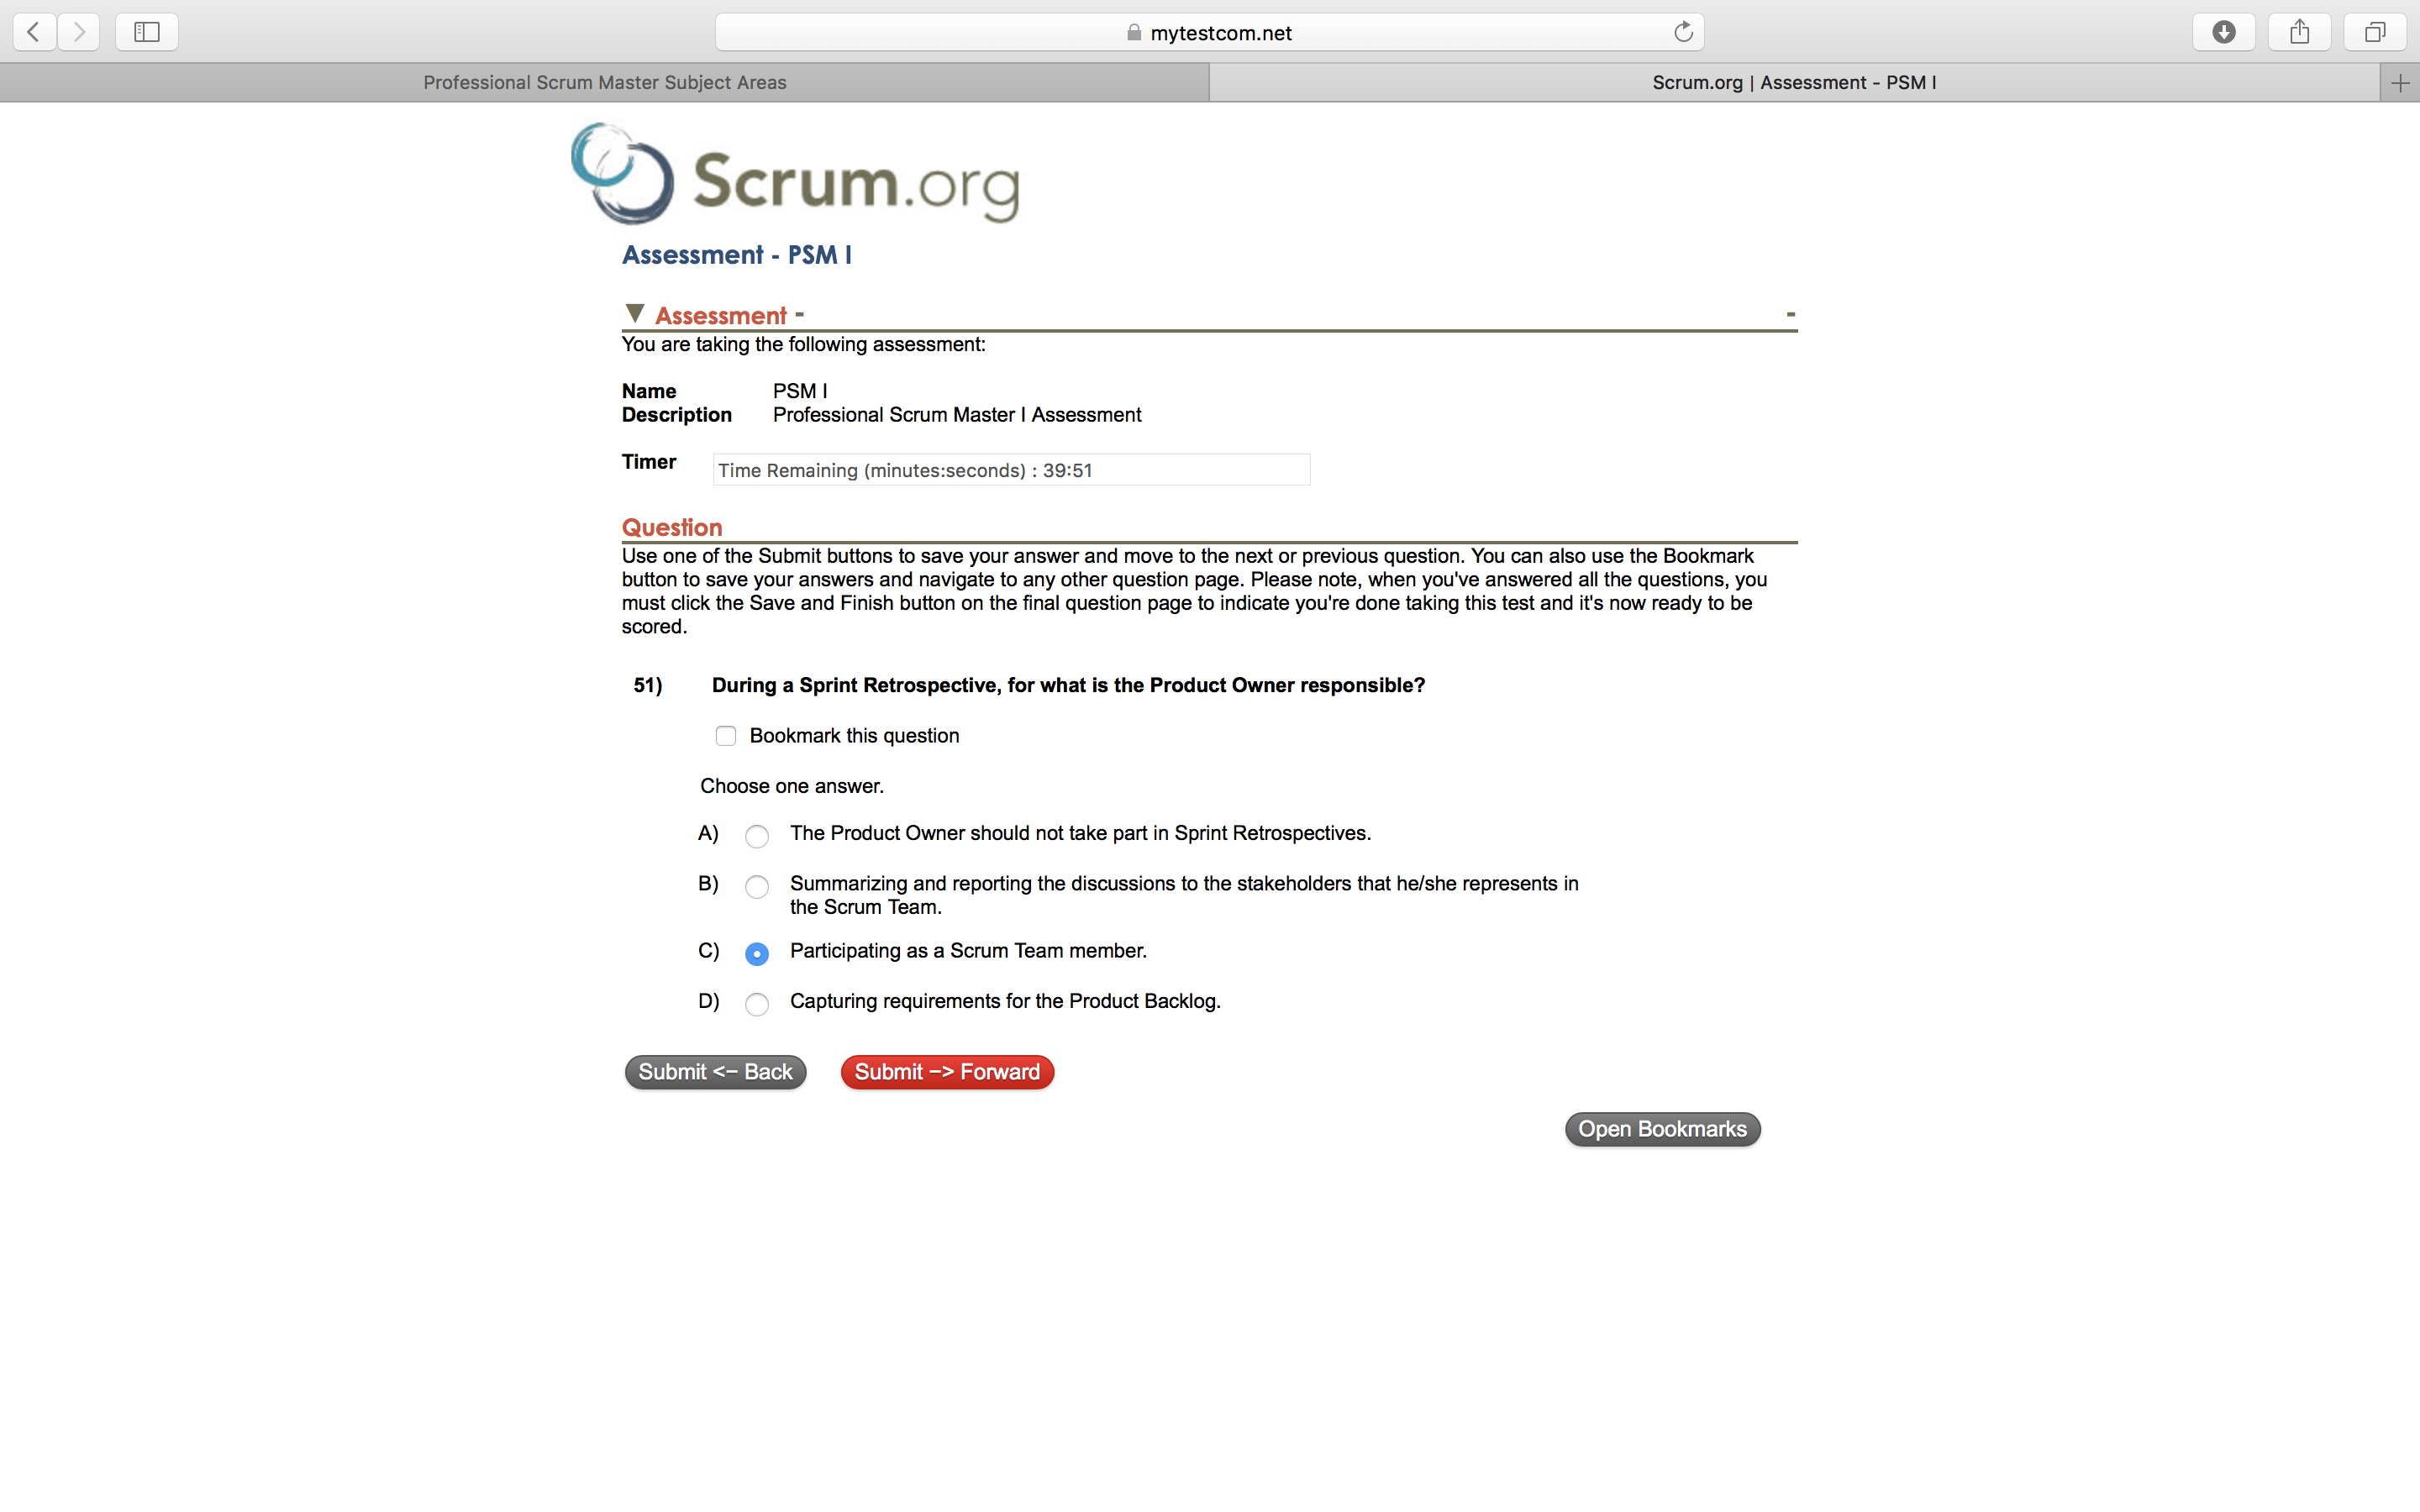 mytestcom.net
Professional Scrum Master Subject Areas
Scrum.org | Assessment - PSM I
Scrum.org
Assessment - PSM I
▼ Assessment - -
You are taking the following assessment:
Name PSM I
Description Professional Scrum Master I Assessment
Timer Time Remaining (minutes:seconds) : 39:51
Question
Use one of the Submit buttons to save your answer and move to the next or previous question. You can also use the Bookmark
button to save your answers and navigate to any other question page. Please note, when you've answered all the questions, you
must click the Save and Finish button on the final question page to indicate you're done taking this test and it's now ready to be
scored.
51) During a Sprint Retrospective, for what is the Product Owner responsible?
Bookmark this question
Choose one answer.
A) The Product Owner should not take part in Sprint Retrospectives.
B) Summarizing and reporting the discussions to the stakeholders that he/she represents in
the Scrum Team.
C) Participating as a Scrum Team member.
D) Capturing requirements for the Product Backlog.
Submit <- Back Submit -> Forward
Open Bookmarks